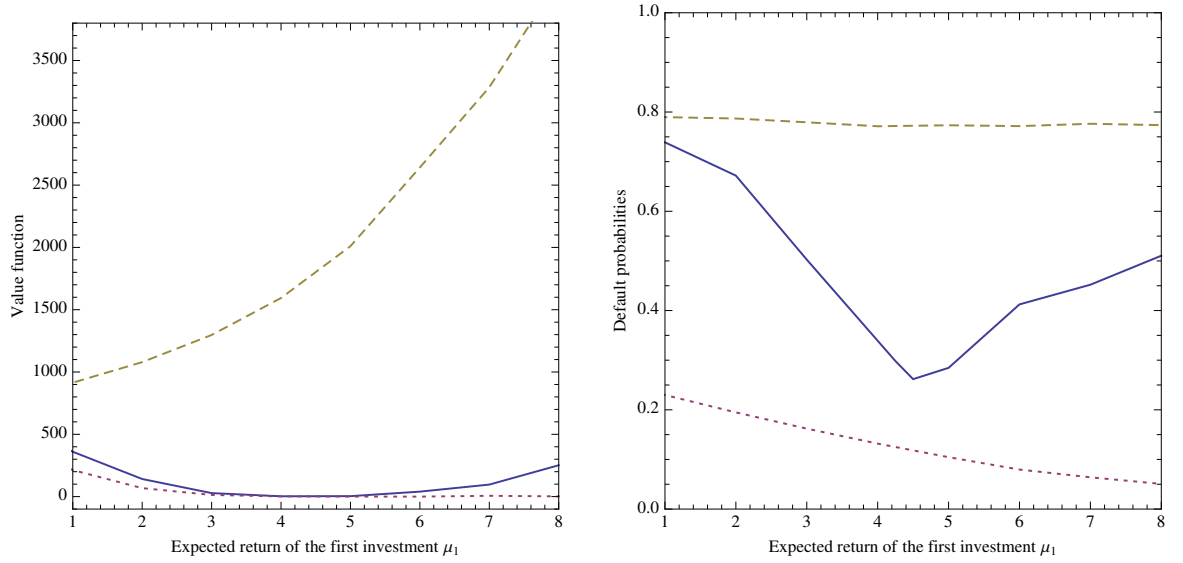 Value function
3500
3000
2500
2000
1500
1000
500
0
1 2 3 4 5 6 7 8
Expected return of the first investment μ₁
Default probabilities
1.0
0.8
0.6
0.4
0.2
0.0
1 2 3 4 5 6 7 8
Expected return of the first investment μ₁